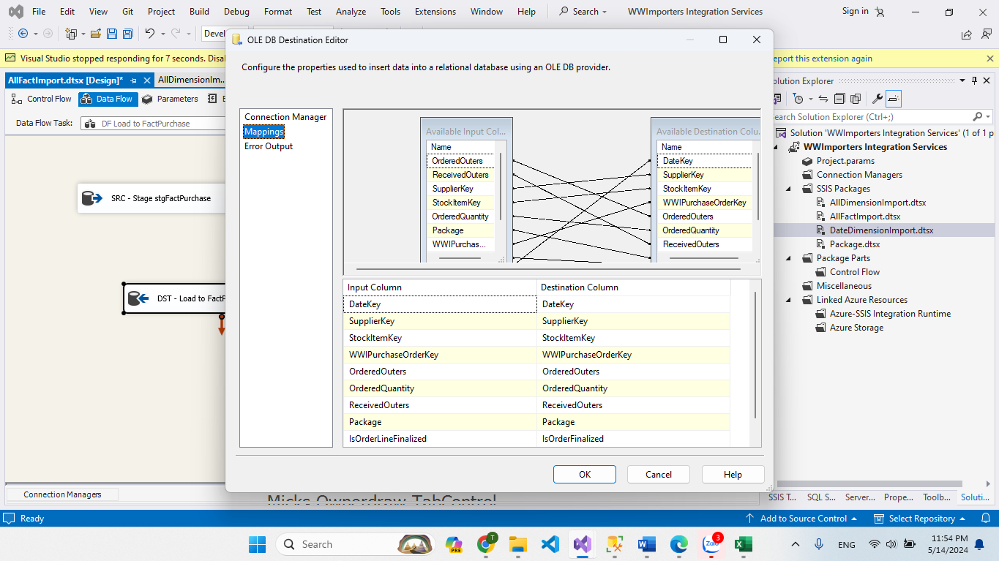 File Edit View Git Project Build Debug Format Test Analyze Tools Extensions Window Help Search WWImporters Integration Services Sign in
Devel
Visual Studio stopped responding for 7 seconds. Disa
eport this extension again
AllFactImport.dtsx [Design]* AllDimensionIm...
Control Flow Data Flow Parameters E
Data Flow Task: DF Load to FactPurchase
SRC - Stage stgFactPurchase
DST - Load to FactP
Connection Managers
OLE DB Destination Editor
Configure the properties used to insert data into a relational database using an OLE DB provider.
Connection Manager
Mappings
Error Output
Available Input Col...
Name
OrderedOuters
ReceivedOuters
SupplierKey
StockItemKey
OrderedQuantity
Package
WWIPurchas...
Available Destination Colu.
Name
DateKey
SupplierKey
StockItemKey
WWIPurchaseOrderKey
OrderedOuters
OrderedQuantity
ReceivedOuters
Input Column Destination Column
DateKey DateKey
SupplierKey SupplierKey
StockItemKey StockItemKey
WWIPurchaseOrderKey WWIPurchaseOrderKey
OrderedOuters OrderedOuters
OrderedQuantity OrderedQuantity
ReceivedOuters ReceivedOuters
Package Package
IsOrderLineFinalized IsOrderFinalized
OK Cancel Help
Micks Ownerdraw TabControl
olution Explorer
earch Solution Explorer (Ctrl+;)
Solution 'WWImporters Integration Services' (1 of 1 p
WWImporters Integration Services
Project.params
Connection Managers
SSIS Packages
AllDimensionImport.dtsx
AllFactImport.dtsx
DateDimensionImport.dtsx
Package.dtsx
Package Parts
Control Flow
Miscellaneous
Linked Azure Resources
Azure-SSIS Integration Runtime
Azure Storage
SSIS T... SQL S... Server... Prope... Toolb... Soluti...
Ready Add to Source Control Select Repository
Search PRE T Zalo 3 ENG 11:54 PM
5/14/2024